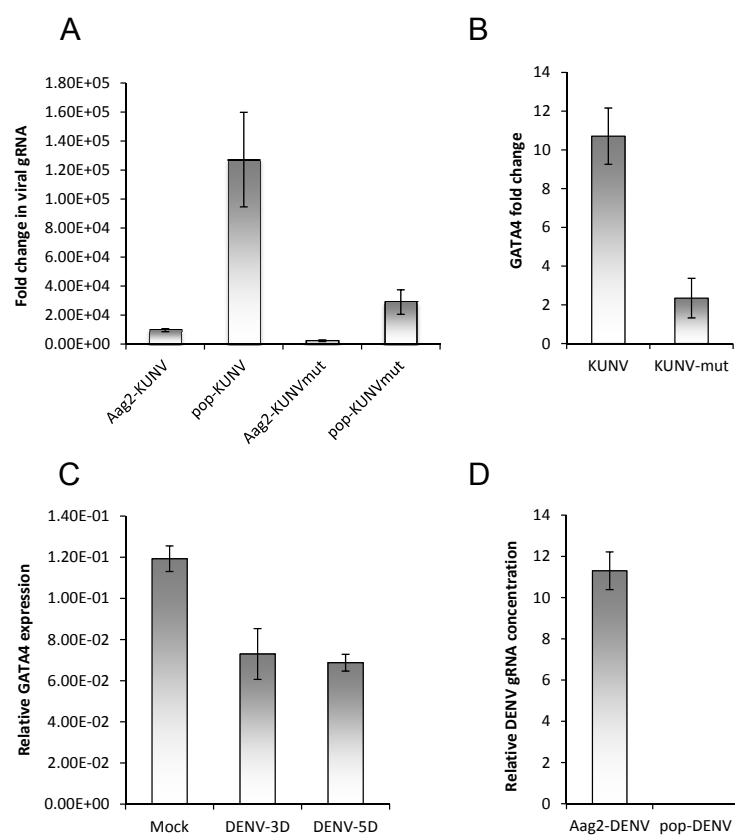 A
Fold change in viral gRNA
1.80E+05
1.60E+05
1.40E+05
1.20E+05
1.00E+05
8.00E+04
6.00E+04
4.00E+04
2.00E+04
0.00E+00
Aag2-KUNV
pop-KUNV
Aag2-KUNVmut
pop-KUNVmut
B
GATA4 fold change
14
12
10
8
6
4
2
0
KUNV
KUNV-mut
C
Relative GATA4 expression
1.40E-01
1.20E-01
1.00E-01
8.00E-02
6.00E-02
4.00E-02
2.00E-02
0.00E+00
Mock
DENV-3D
DENV-5D
D
Relative DENV gRNA concentration
14
12
10
8
6
4
2
0
Aag2-DENV
pop-DENV